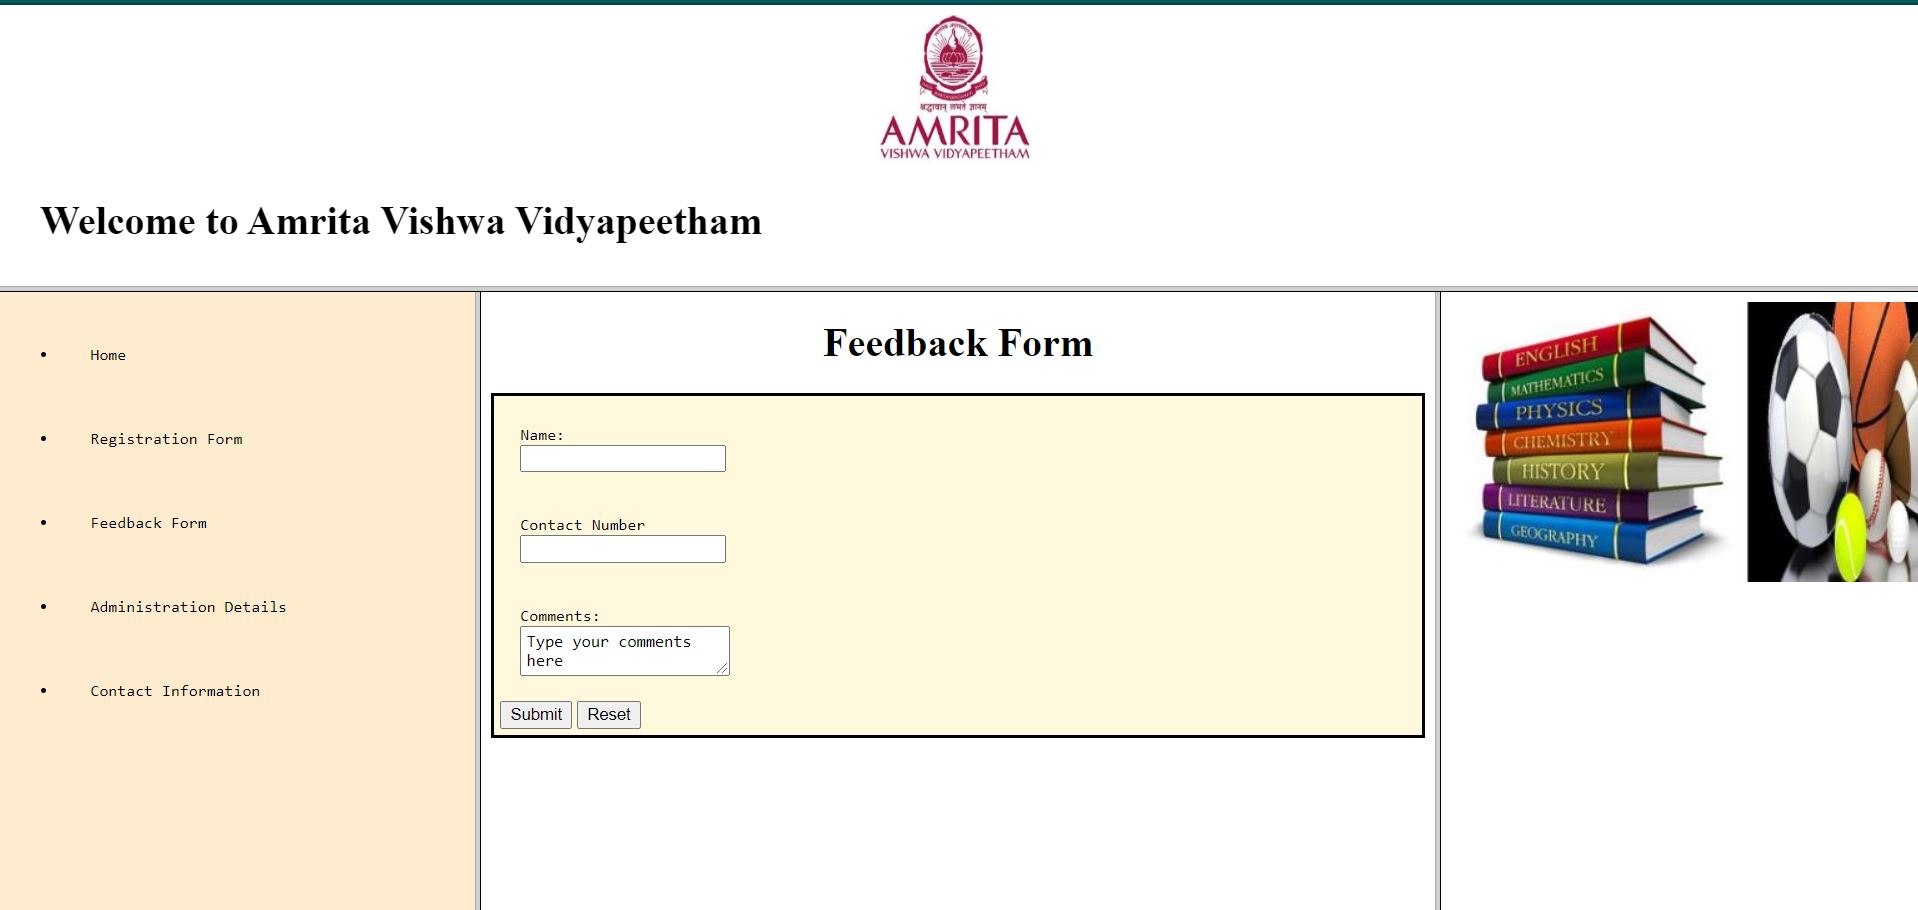 श्रद्धावान् लभते ज्ञानम्
AMRITA
VISHWA VIDYAPEETHAM
Welcome to Amrita Vishwa Vidyapeetham
Home
Registration Form
Feedback Form
Administration Details
Contact Information
Feedback Form
Name:
Contact Number
Comments:
Type your comments
here
Submit Reset
ENGLISH
MATHEMATICS
PHYSICS
CHEMISTRY
HISTORY
LITERATURE
GEOGRAPHY